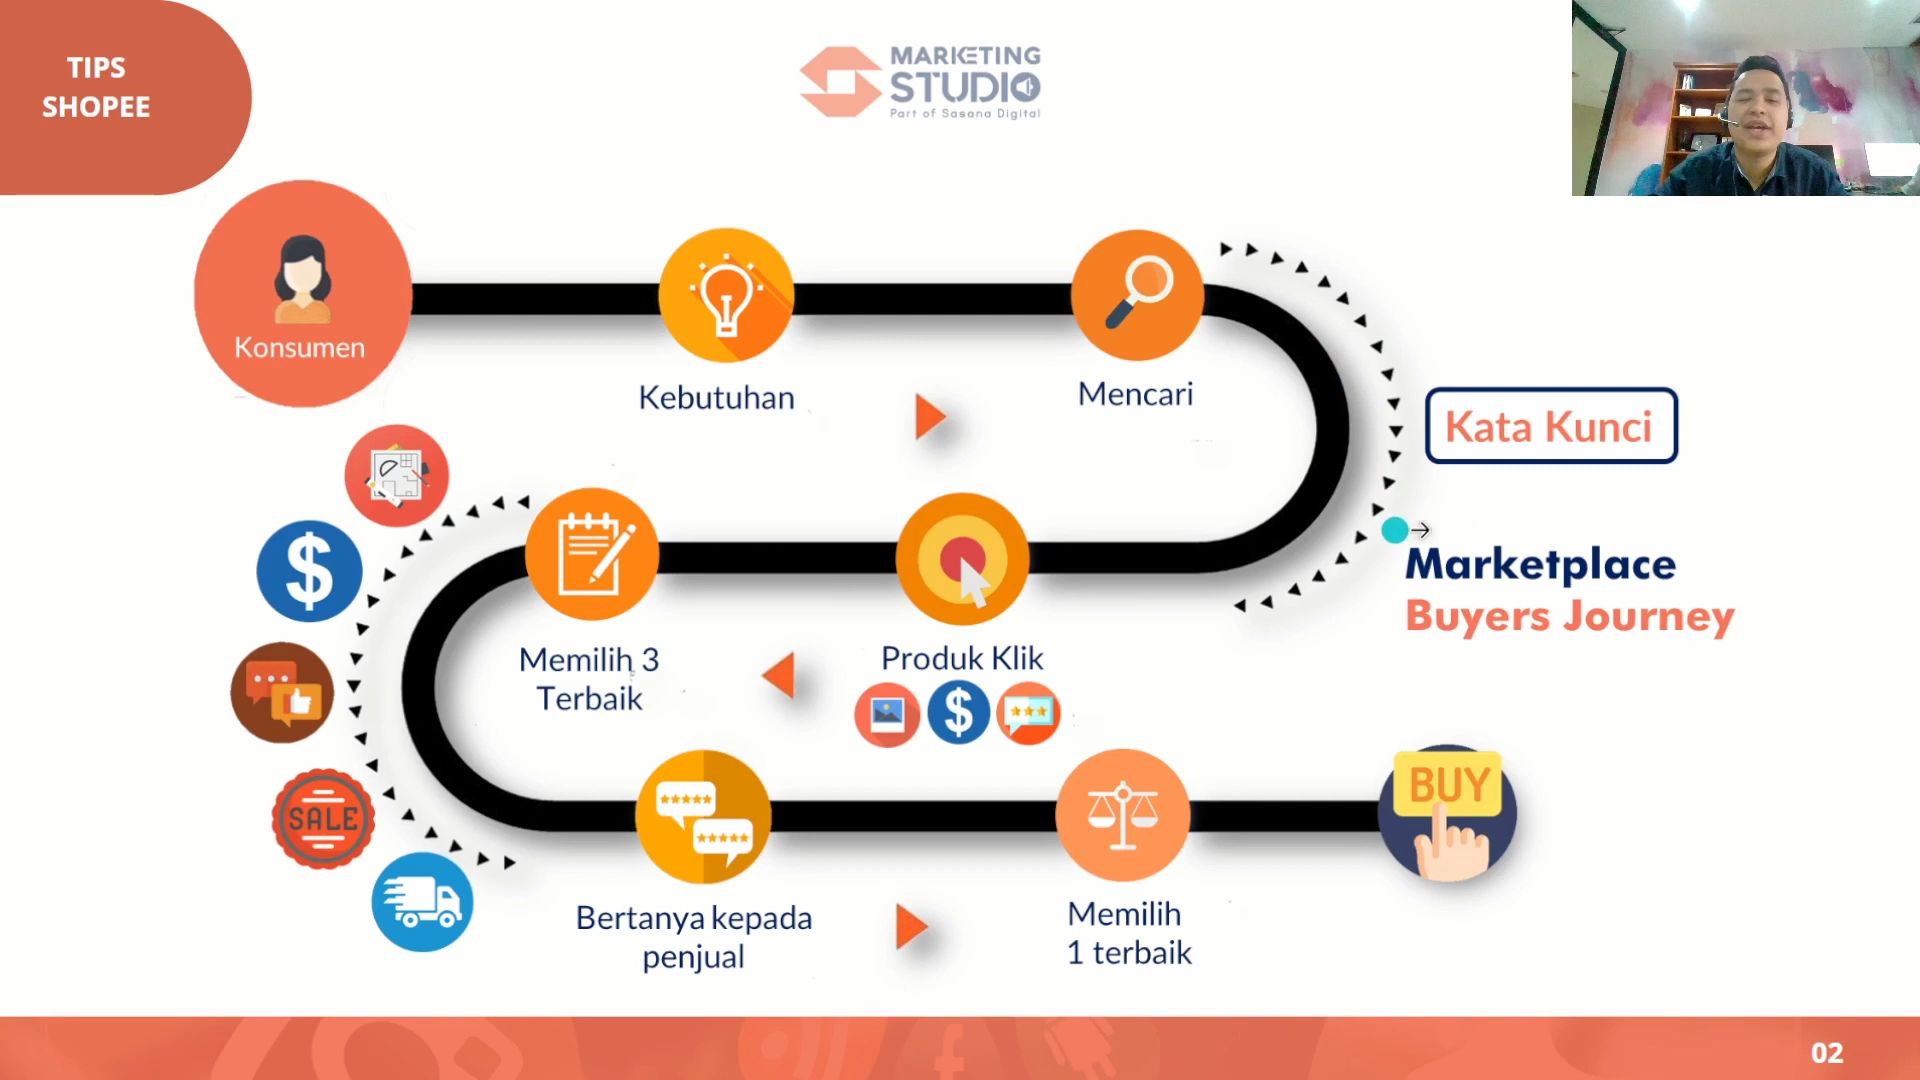 TIPS
SHOPEE
MARKETING
STUDIO
Part of Sasana Digital
Konsumen
Kebutuhan
Mencari
Kata Kunci
Marketplace
Buyers Journey
Memilih 3
Terbaik
Produk Klik
$
$
SALE
BUY
Bertanya kepada
penjual
Memilih
1 terbaik
02